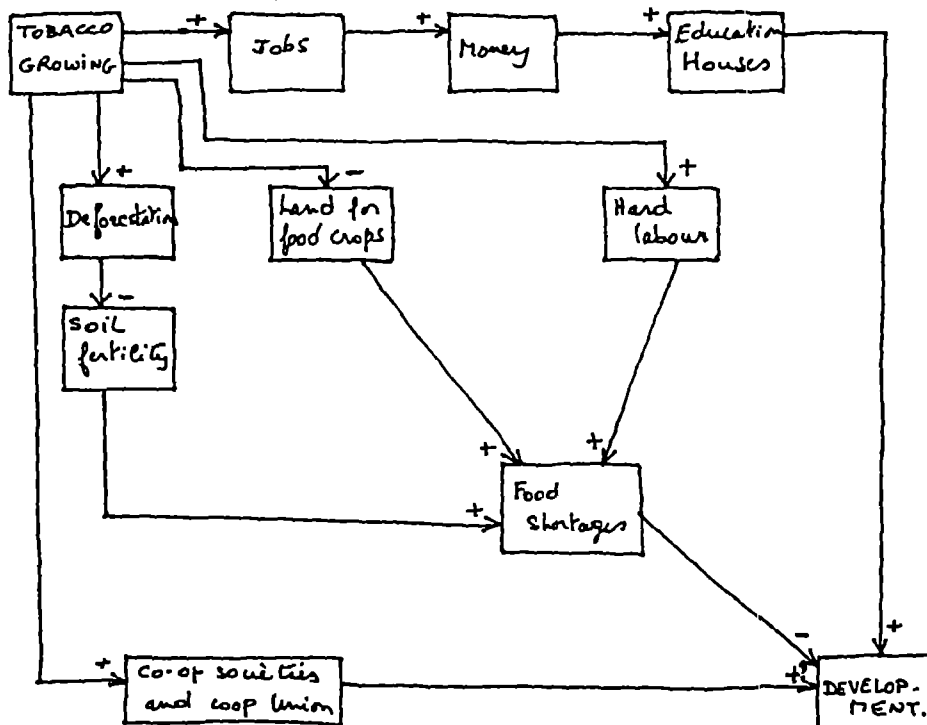 TOBACCO
GROWING
+
Jobs
+
Money
+
Education
Houses
+
Deforestation
-
Land for
food crops
+
Hard
labour
-
Soil
fertility
+
+
+
Food
Shortages
-
+
+
Co-op societies
and coop Union
+
DEVELOP-
MENT.